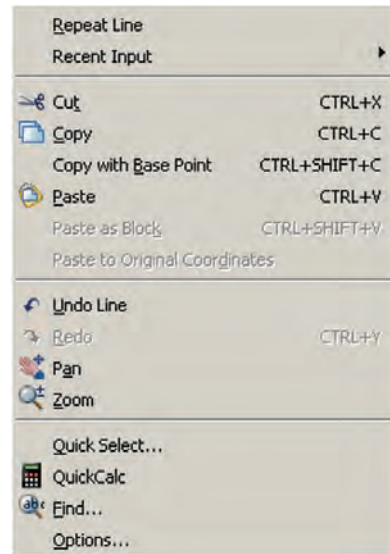 Repeat Line
Recent Input
Cut CTRL+X
Copy CTRL+C
Copy with Base Point CTRL+SHIFT+C
Paste CTRL+V
Paste as Block CTRL+SHIFT+V
Paste to Original Coordinates
Undo Line
Redo CTRL+Y
Pan
Zoom
Quick Select...
QuickCalc
abc Find...
Options...